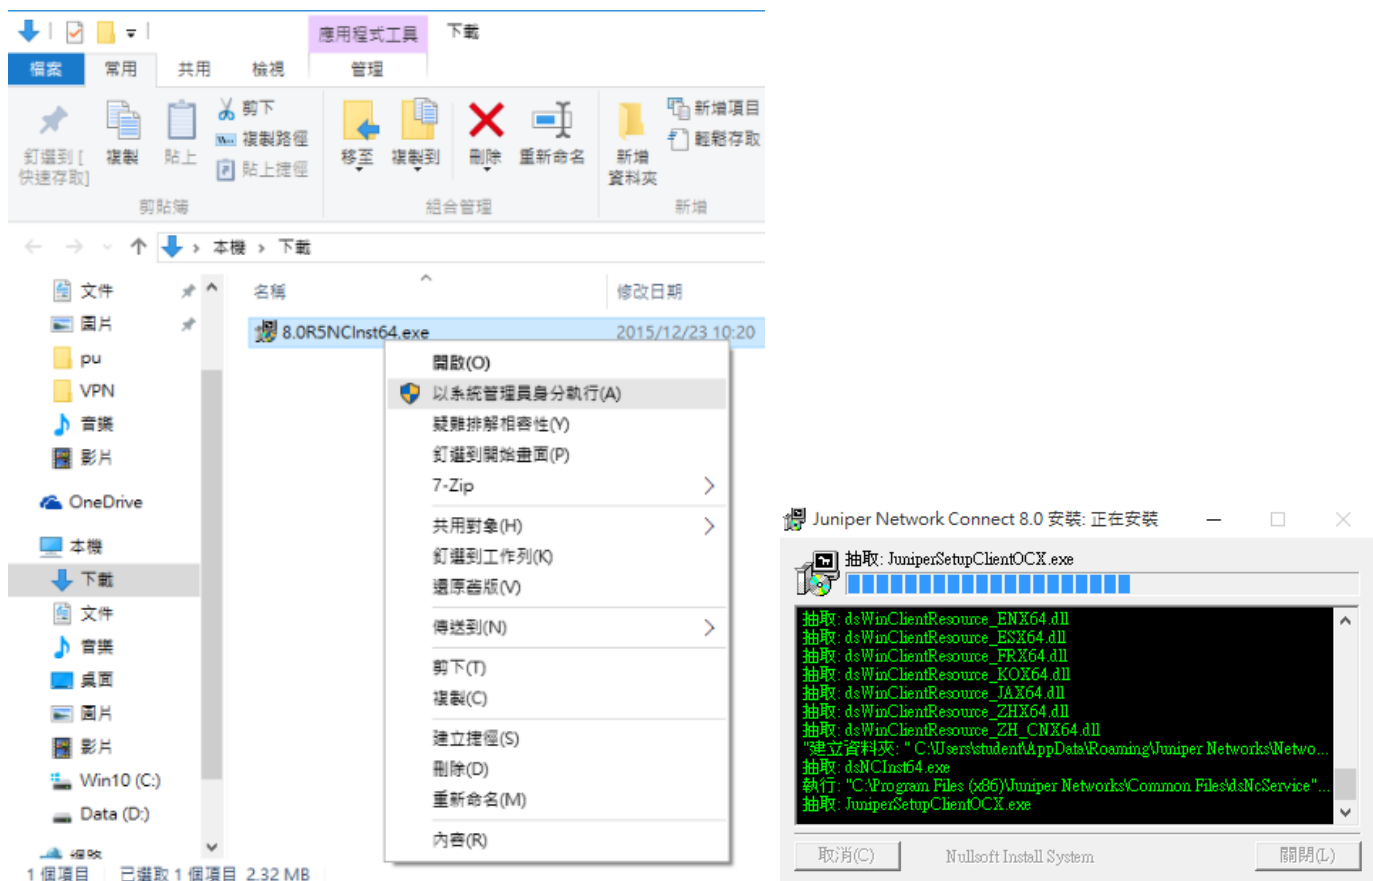 應用程式工具 下載
檔案 常用 共用 檢視 管理
釘選到 [
快速存取]
複製
貼上
剪下
複製路徑
貼上捷徑
剪貼簿
移至
複製到
刪除
重新命名
組合管理
新增
資料夾
新增項目
輕鬆存取
新增
本機 › 下載
文件
圖片
pu
VPN
音樂
影片
OneDrive
本機
下載
文件
音樂
桌面
圖片
影片
Win10 (C:)
Data (D:)
網路
名稱 修改日期
8.0R5NCInst64.exe 2015/12/23 10:20
開啟(O)
以系統管理員身分執行(A)
疑難排解相容性(Y)
釘選到開始畫面(P)
7-Zip
共用對象(H)
釘選到工作列(K)
還原舊版(V)
傳送到(N)
剪下(T)
複製(C)
建立捷徑(S)
刪除(D)
重新命名(M)
內容(R)
1 個項目 已選取 1 個項目 2.32 MB
Juniper Network Connect 8.0 安裝: 正在安裝
抽取: JuniperSetupClientOCX.exe
抽取: dsWinClientResource_ENX64.dll
抽取: dsWinClientResource_ESX64.dll
抽取: dsWinClientResource_FRX64.dll
抽取: dsWinClientResource_KOX64.dll
抽取: dsWinClientResource_JAX64.dll
抽取: dsWinClientResource_ZHX64.dll
抽取: dsWinClientResource_ZH_CNX64.dll
"建立資料夾: " C:\Users\student\AppData\Roaming\Juniper Networks\Netwo...
抽取: dsNCInst64.exe
執行: "C:\Program Files (x86)\Juniper Networks\Common Files\dsNcService"...
抽取: JuniperSetupClientOCX.exe
取消(C) Nullsoft Install System 關閉(L)